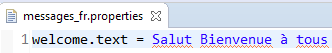 messages_fr.properties
1 welcome.text = Salut Bienvenue à tous